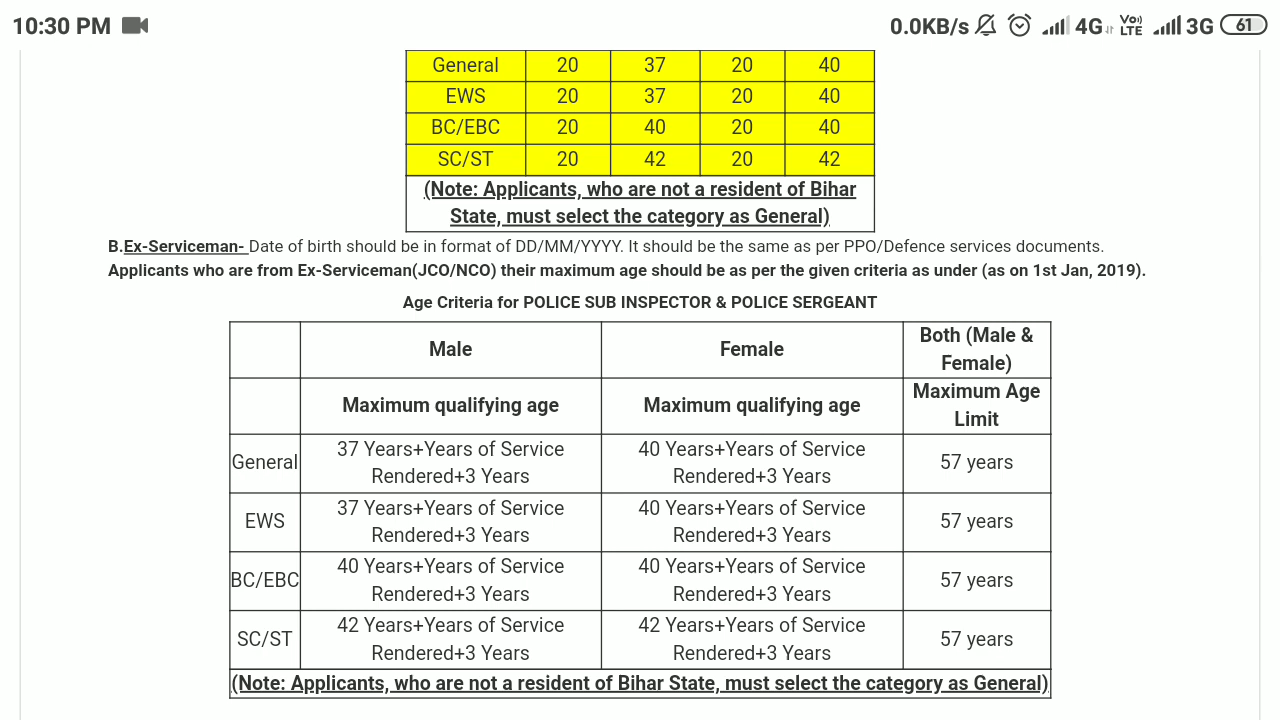 10:30 PM 0.0KB/s 4G Vo) LTE 3G 61
General 20 37 20 40
EWS 20 37 20 40
BC/EBC 20 40 20 40
SC/ST 20 42 20 42
(Note: Applicants, who are not a resident of Bihar
State, must select the category as General)
B.Ex-Serviceman- Date of birth should be in format of DD/MM/YYYY. It should be the same as per PPO/Defence services documents.
Applicants who are from Ex-Serviceman(JCO/NCO) their maximum age should be as per the given criteria as under (as on 1st Jan, 2019).
Age Criteria for POLICE SUB INSPECTOR & POLICE SERGEANT
Male Female Both (Male &
Female)
Maximum qualifying age Maximum qualifying age Maximum Age
Limit
General 37 Years+Years of Service 40 Years+Years of Service 57 years
Rendered+3 Years Rendered+3 Years
EWS 37 Years+Years of Service 40 Years+Years of Service 57 years
Rendered+3 Years Rendered+3 Years
BC/EBC 40 Years+Years of Service 40 Years+Years of Service 57 years
Rendered+3 Years Rendered+3 Years
SC/ST 42 Years+Years of Service 42 Years+Years of Service 57 years
Rendered+3 Years Rendered+3 Years
(Note: Applicants, who are not a resident of Bihar State, must select the category as General)